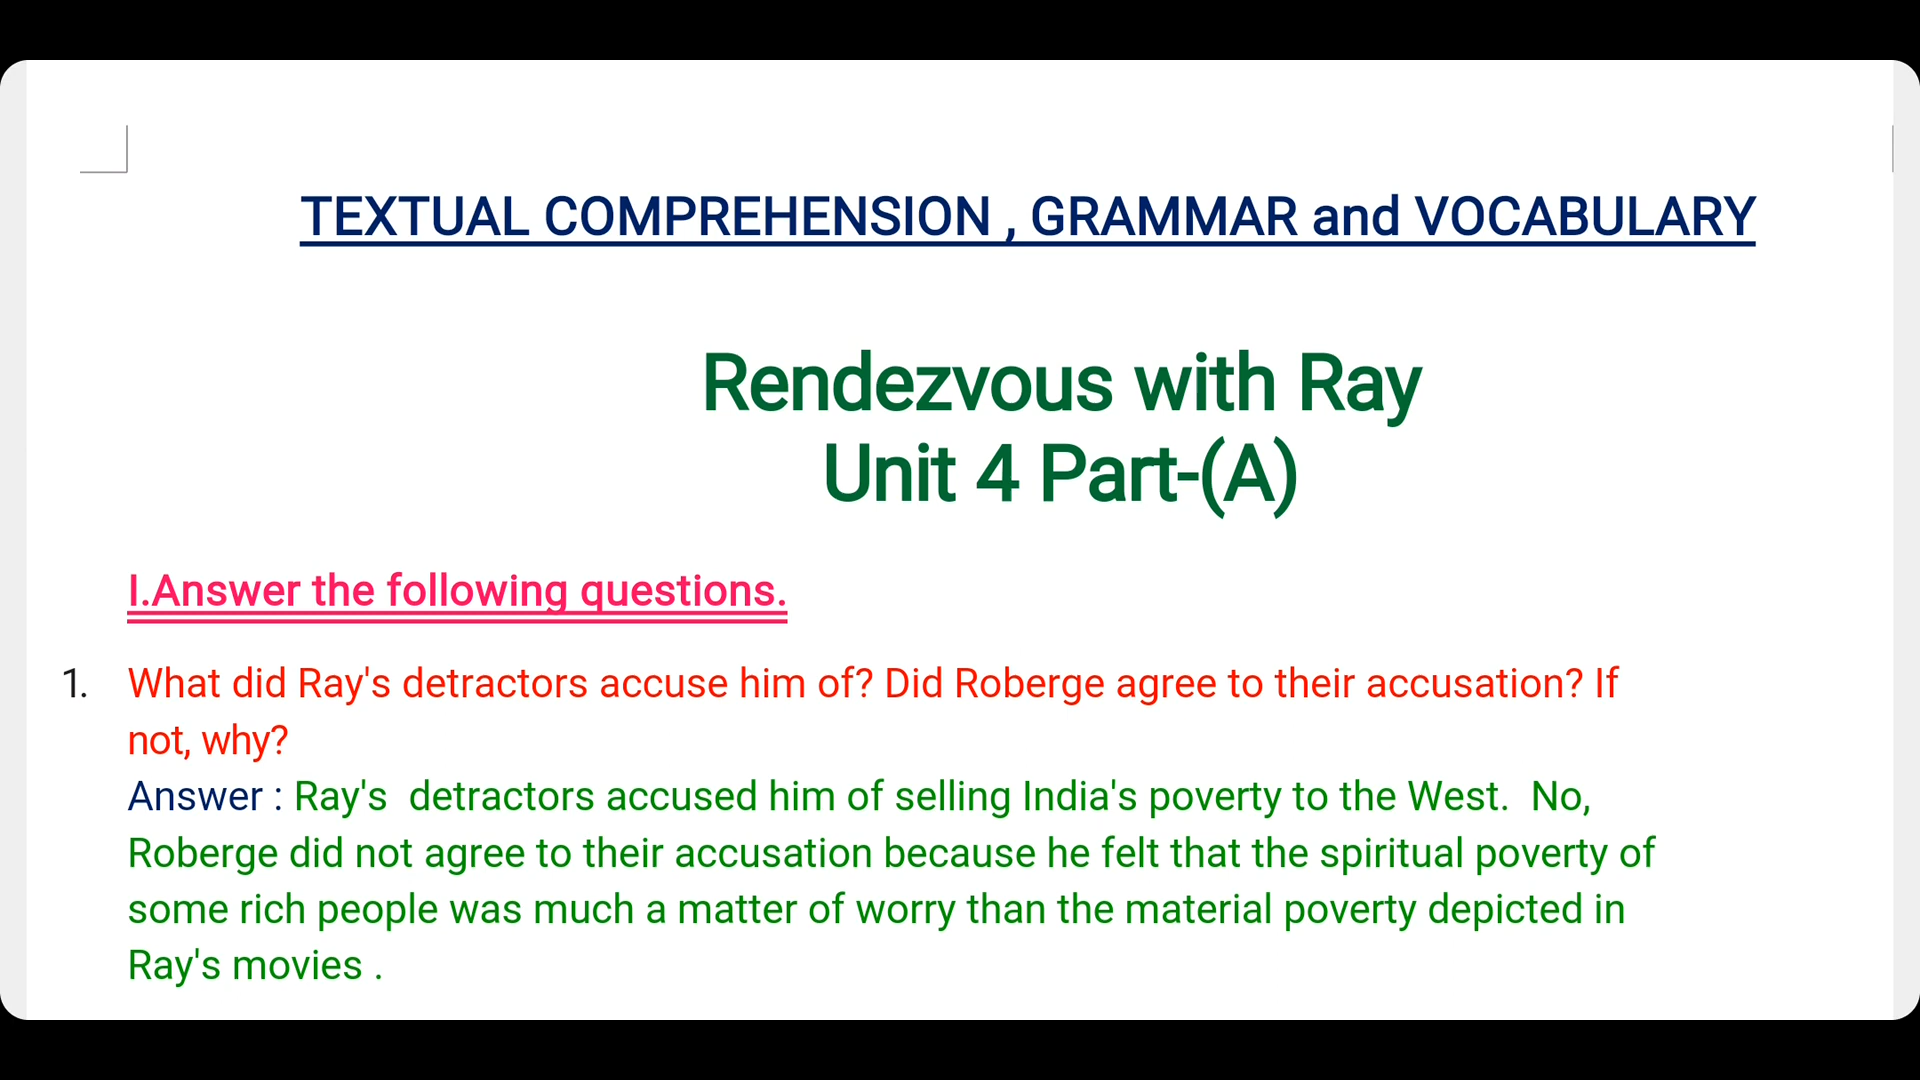 TEXTUAL COMPREHENSION , GRAMMAR and VOCABULARY
Rendezvous with Ray
Unit 4 Part-(A)
I.Answer the following questions.
1. What did Ray's detractors accuse him of? Did Roberge agree to their accusation? If
not, why?
Answer : Ray's  detractors accused him of selling India's poverty to the West.  No,
Roberge did not agree to their accusation because he felt that the spiritual poverty of
some rich people was much a matter of worry than the material poverty depicted in
Ray's movies .